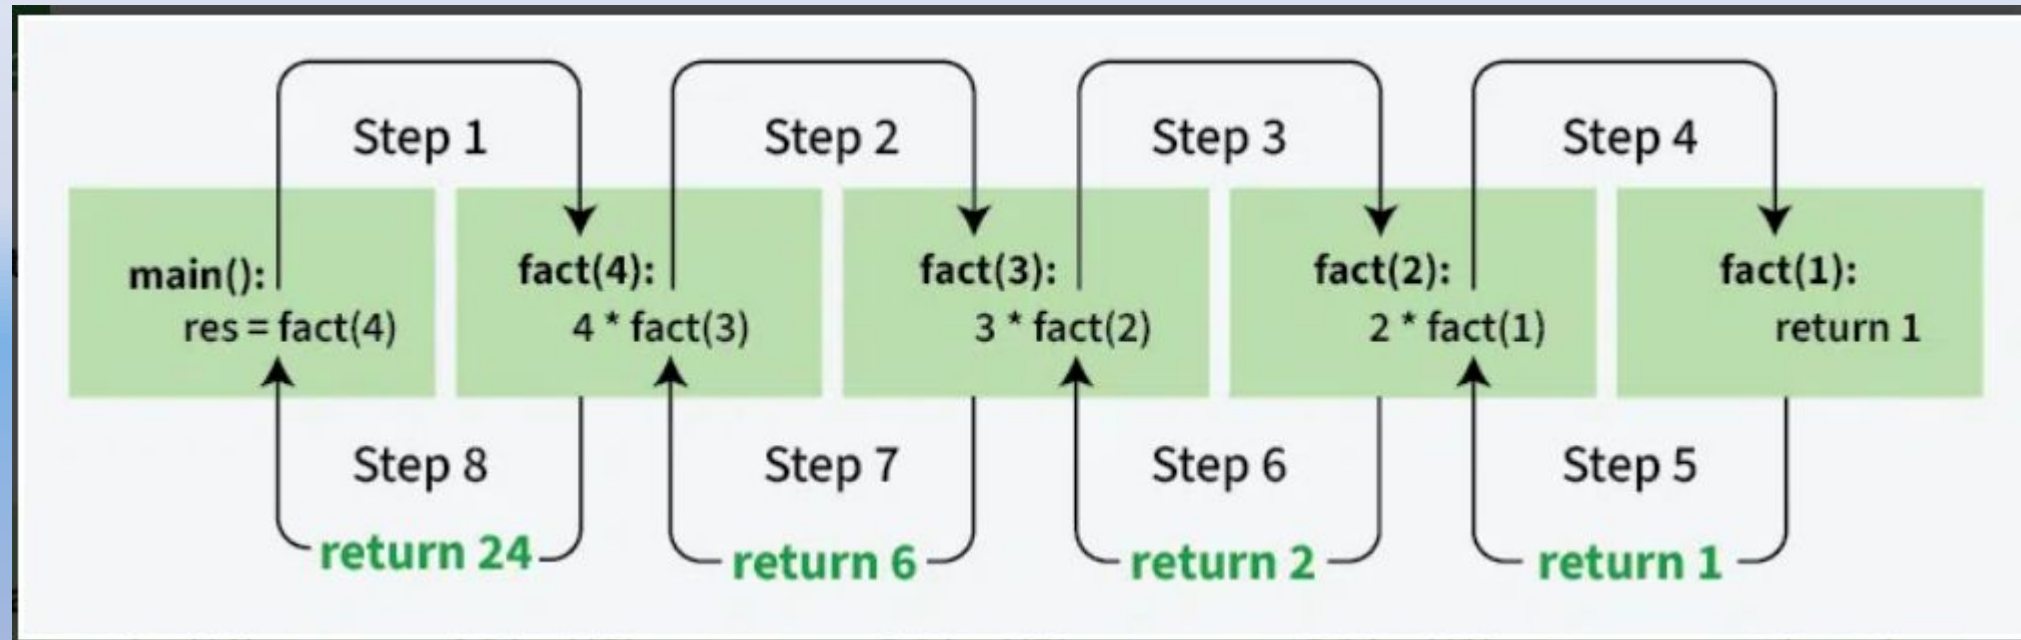 Step 1
Step 2
Step 3
Step 4
main():
res = fact(4)
fact(4):
4 * fact(3)
fact(3):
3 * fact(2)
fact(2):
2 * fact(1)
fact(1):
return 1
Step 8
Step 7
Step 6
Step 5
return 24
return 6
return 2
return 1